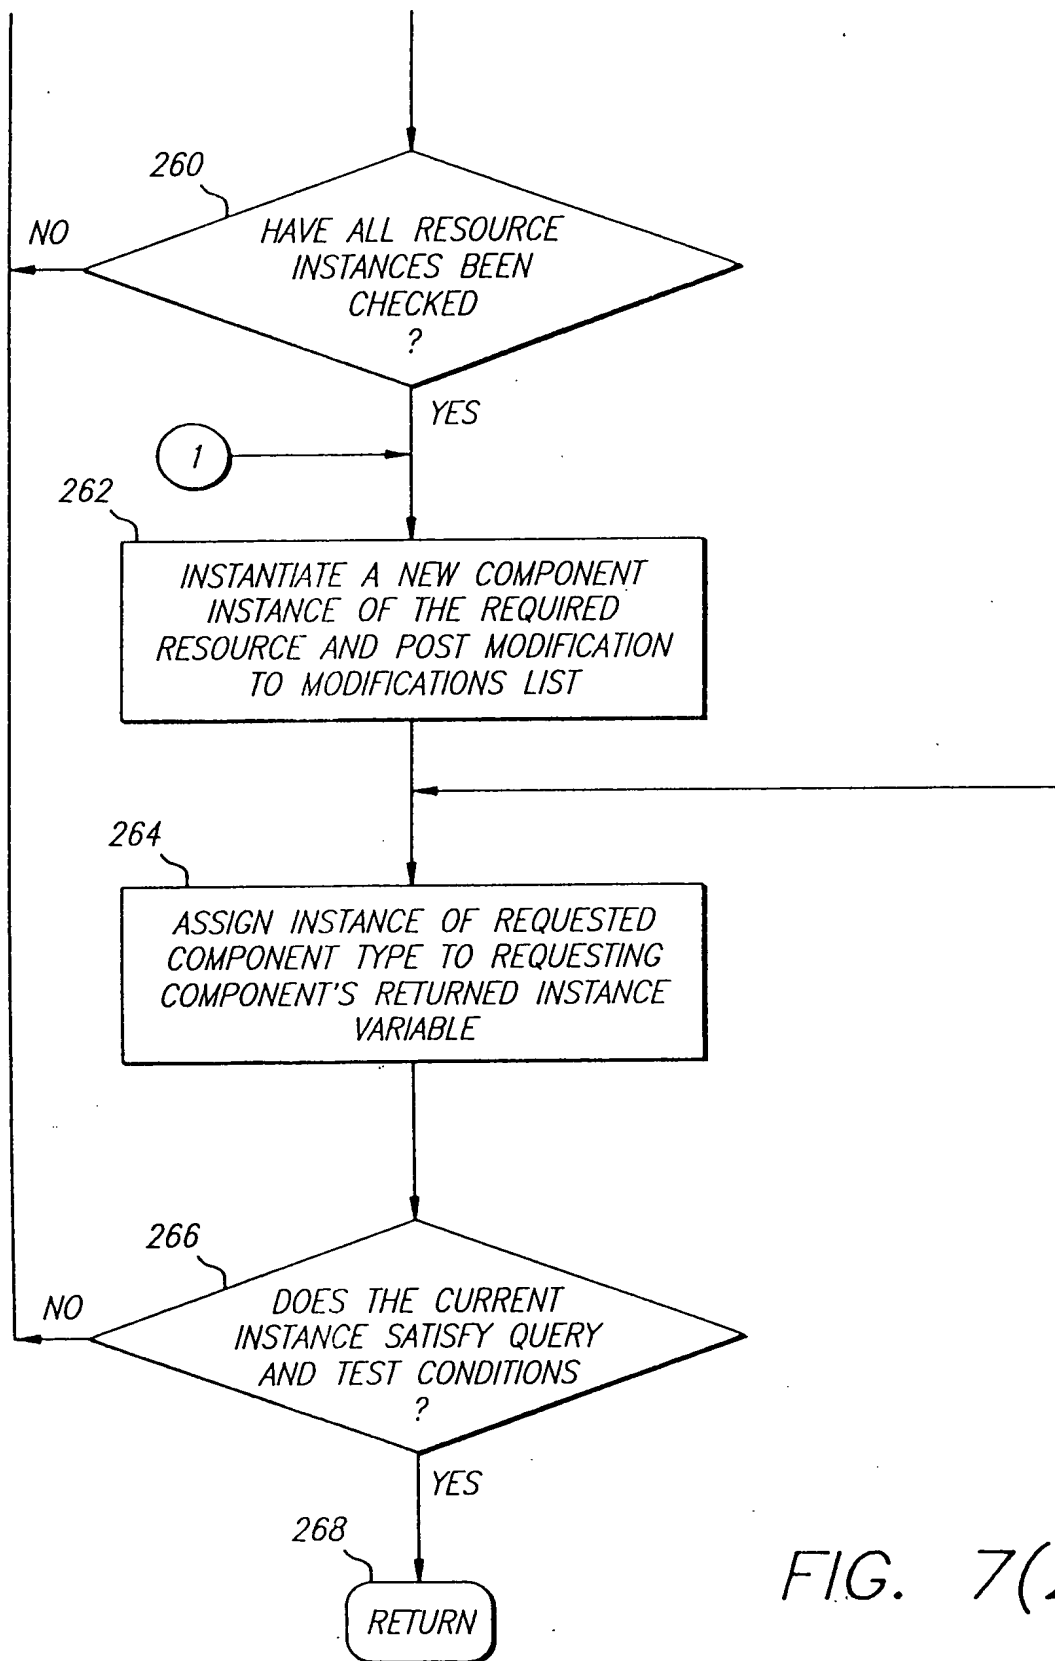 260
NO
HAVE ALL RESOURCE
INSTANCES BEEN
CHECKED
?
YES
1
262
INSTANTIATE A NEW COMPONENT
INSTANCE OF THE REQUIRED
RESOURCE AND POST MODIFICATION
TO MODIFICATIONS LIST
264
ASSIGN INSTANCE OF REQUESTED
COMPONENT TYPE TO REQUESTING
COMPONENT'S RETURNED INSTANCE
VARIABLE
266
NO
DOES THE CURRENT
INSTANCE SATISFY QUERY
AND TEST CONDITIONS
?
YES
268
RETURN
FIG. 7(